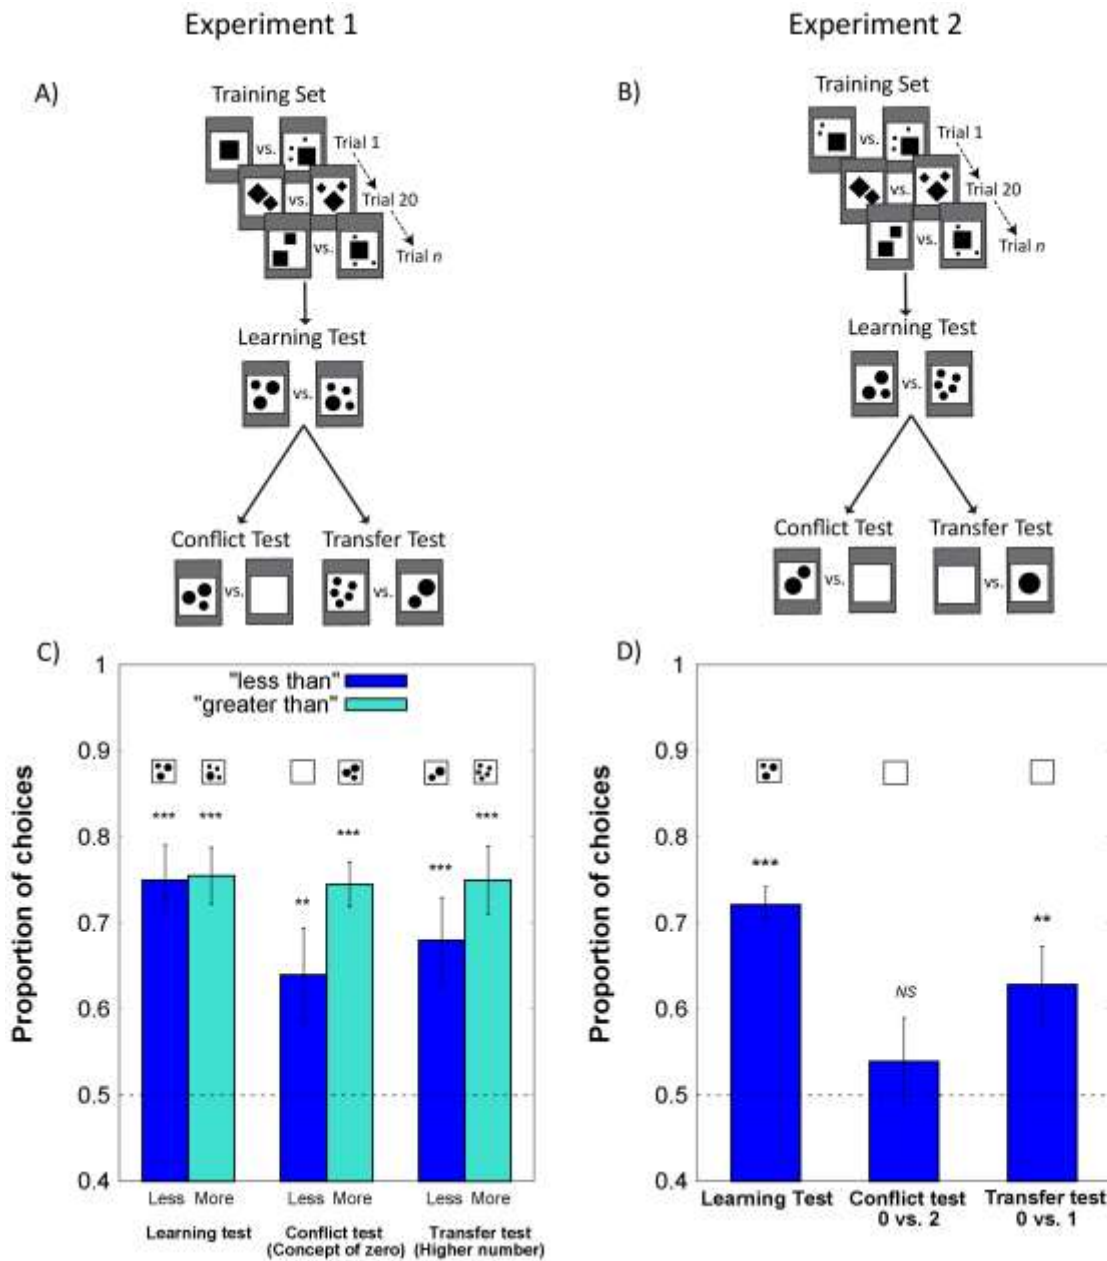 Experiment 1
Experiment 2
A)
Training Set
vs.
Trial 1
vs.
Trial 20
vs.
Trial n
Learning Test
vs.
Conflict Test
Transfer Test
vs.
vs.
B)
Training Set
vs.
Trial 1
vs.
Trial 20
vs.
Trial n
Learning Test
vs.
Conflict Test
Transfer Test
vs.
vs.
C)
"less than"
"greater than"
Proportion of choices
1
0.9
0.8
0.7
0.6
0.5
0.4
*** ***
** ***
*** ***
Less More
Less More
Less More
Learning test
Conflict test
(Concept of zero)
Transfer test
(Higher number)
D)
Proportion of choices
1
0.9
0.8
0.7
0.6
0.5
0.4
***
NS
**
Learning Test
Conflict test
0 vs. 2
Transfer test
0 vs. 1